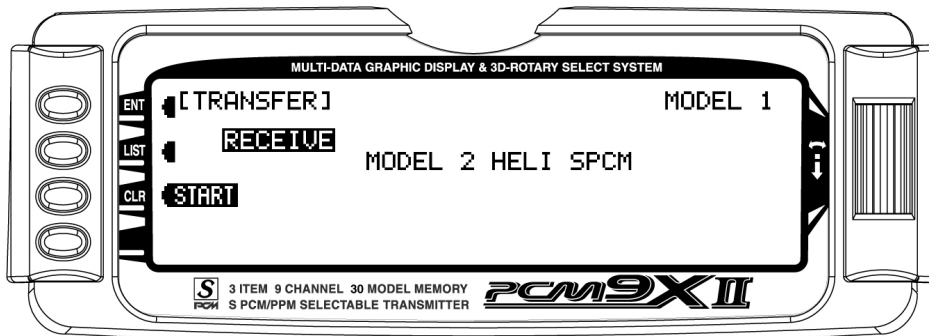 MULTI-DATA GRAPHIC DISPLAY & 3D-ROTARY SELECT SYSTEM
ENT
[TRANSFER]
MODEL 1
LIST
RECEIVE
MODEL 2 HELI SPCM
CLR
START
S
PCM
3 ITEM 9 CHANNEL 30 MODEL MEMORY
S PCM/PPM SELECTABLE TRANSMITTER
PCM9XII